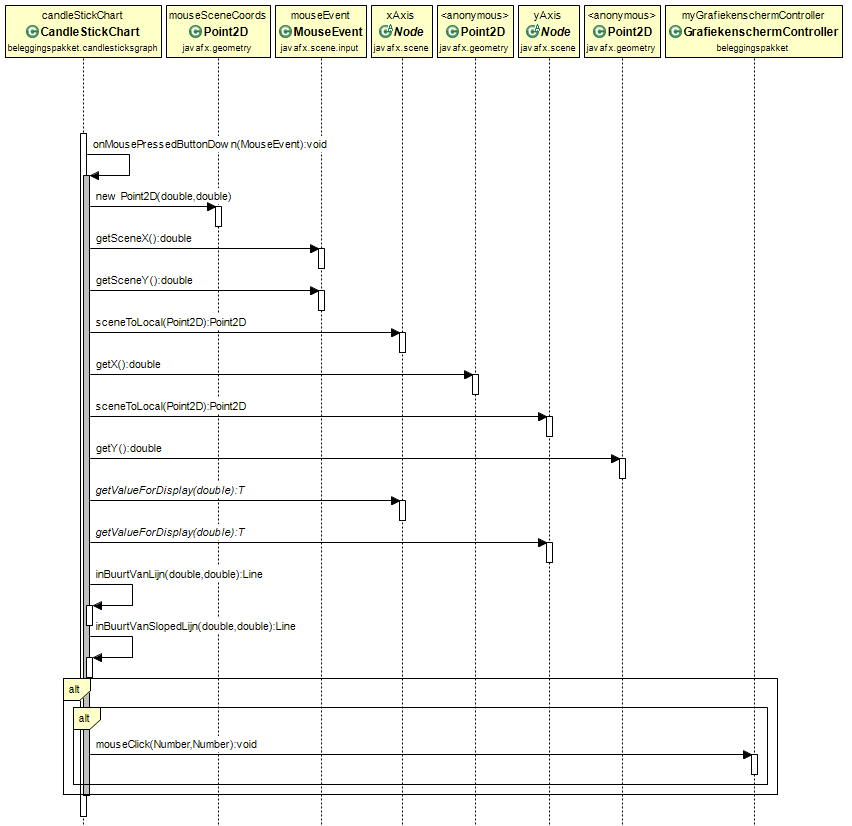 candleStickChart
CandleStickChart
beleggingspakket.candlesticksgraph
mouseSceneCoords
Point2D
javafx.geometry
mouseEvent
MouseEvent
javafx.scene.input
xAxis
Node
javafx.scene
<anonymous>
Point2D
javafx.geometry
yAxis
Node
javafx.scene
<anonymous>
Point2D
javafx.geometry
myGrafiekenschermController
GrafiekenschermController
beleggingspakket
onMousePressedButtonDown(MouseEvent):void
new Point2D(double,double)
getSceneX():double
getSceneY():double
sceneToLocal(Point2D):Point2D
getX():double
sceneToLocal(Point2D):Point2D
getY():double
getValueForDisplay(double):T
getValueForDisplay(double):T
inBuurtVanLijn(double,double):Line
inBuurtVanSlopedLijn(double,double):Line
alt
alt
mouseClick(Number,Number):void